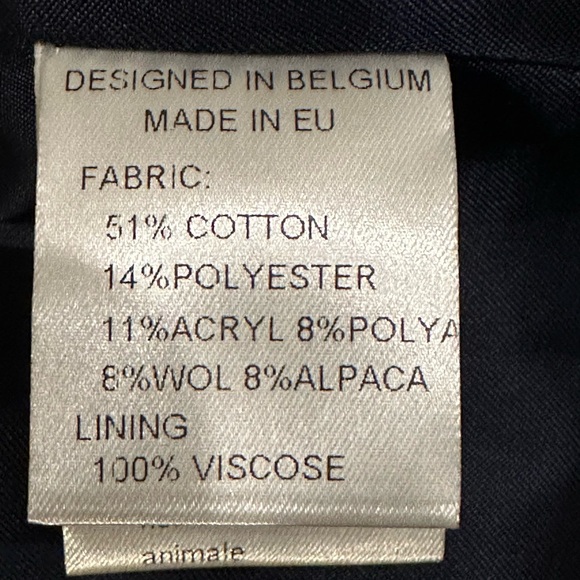 DESIGNED IN BELGIUM
MADE IN EU
FABRIC:
51% COTTON
14%POLYESTER
11%ACRYL 8%POLYA
8%WOL 8%ALPACA
LINING
100% VISCOSE
animale